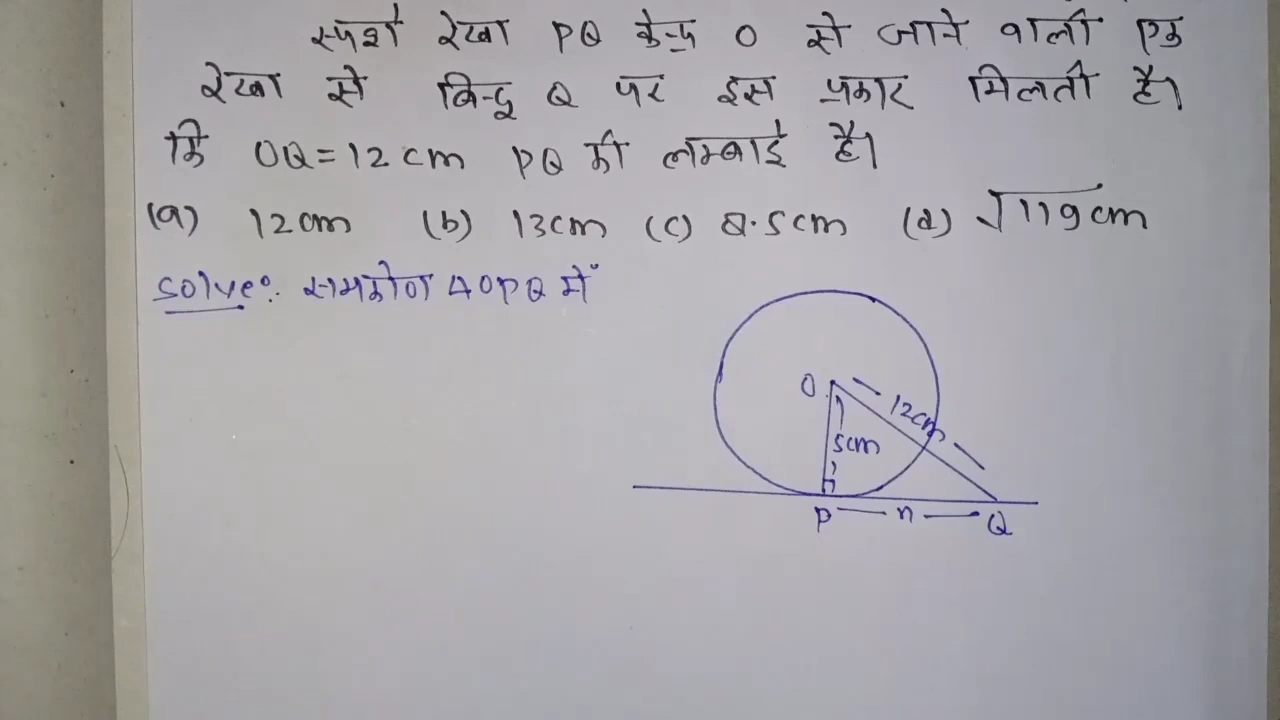 स्पर्श रेखा PQ केन्द्र O से जाने वाली एक
रेखा से बिन्दु Q पर इस प्रकार मिलती है।
कि OQ = 12 cm PQ की लम्बाई है।
(a) 12cm (b) 13cm (c) 8.5cm (d) √119 cm
Solve:. समकोण ΔOPQ में
O
12cm
5cm
P — n — Q